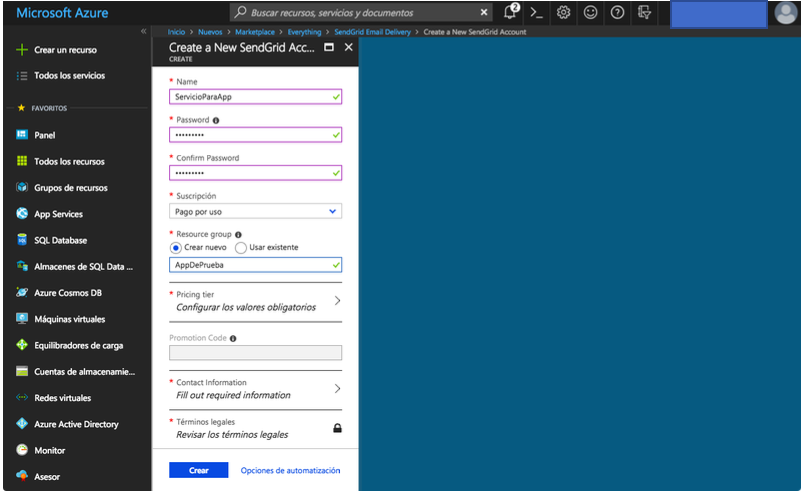 Microsoft Azure
Buscar recursos, servicios y documentos
2
Inicio > Nuevos > Marketplace > Everything > SendGrid Email Delivery > Create a New SendGrid Account
Crear un recurso
Todos los servicios
FAVORITOS
Panel
Todos los recursos
Grupos de recursos
App Services
SQL Database
Almacenes de SQL Data ...
Azure Cosmos DB
Máquinas virtuales
Equilibradores de carga
Cuentas de almacenamie...
Redes virtuales
Azure Active Directory
Monitor
Asesor
Create a New SendGrid Acc...
CREATE
* Name
ServicioParaApp
* Password
* Confirm Password
* Suscripción
Pago por uso
* Resource group
Crear nuevo Usar existente
AppDePrueba
* Pricing tier
Configurar los valores obligatorios
Promotion Code
* Contact Information
Fill out required information
* Términos legales
Revisar los términos legales
Crear Opciones de automatización